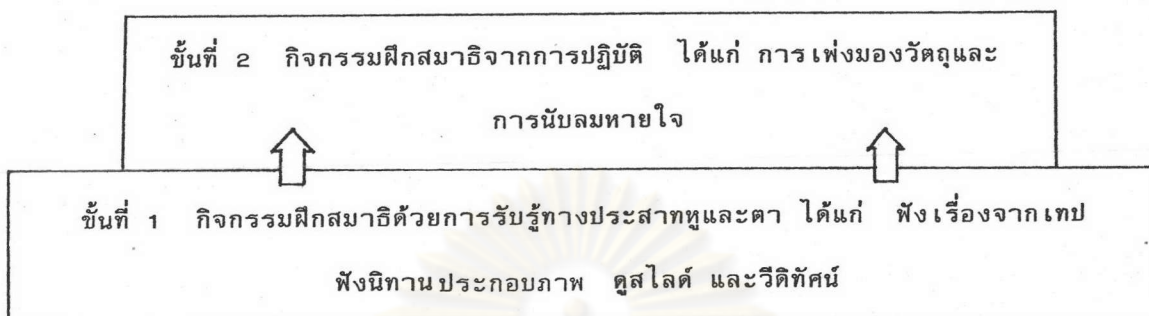 ขั้นที่ 2 กิจกรรมฝึกสมาธิจากการปฏิบัติ ได้แก่ การเพ่งมองวัตถุและ
การนับลมหายใจ
ขั้นที่ 1 กิจกรรมฝึกสมาธิด้วยการรับรู้ทางประสาทหูและตา ได้แก่ ฟังเรื่องจากเทป
ฟังนิทานประกอบภาพ ดูสไลด์ และวีดิทัศน์